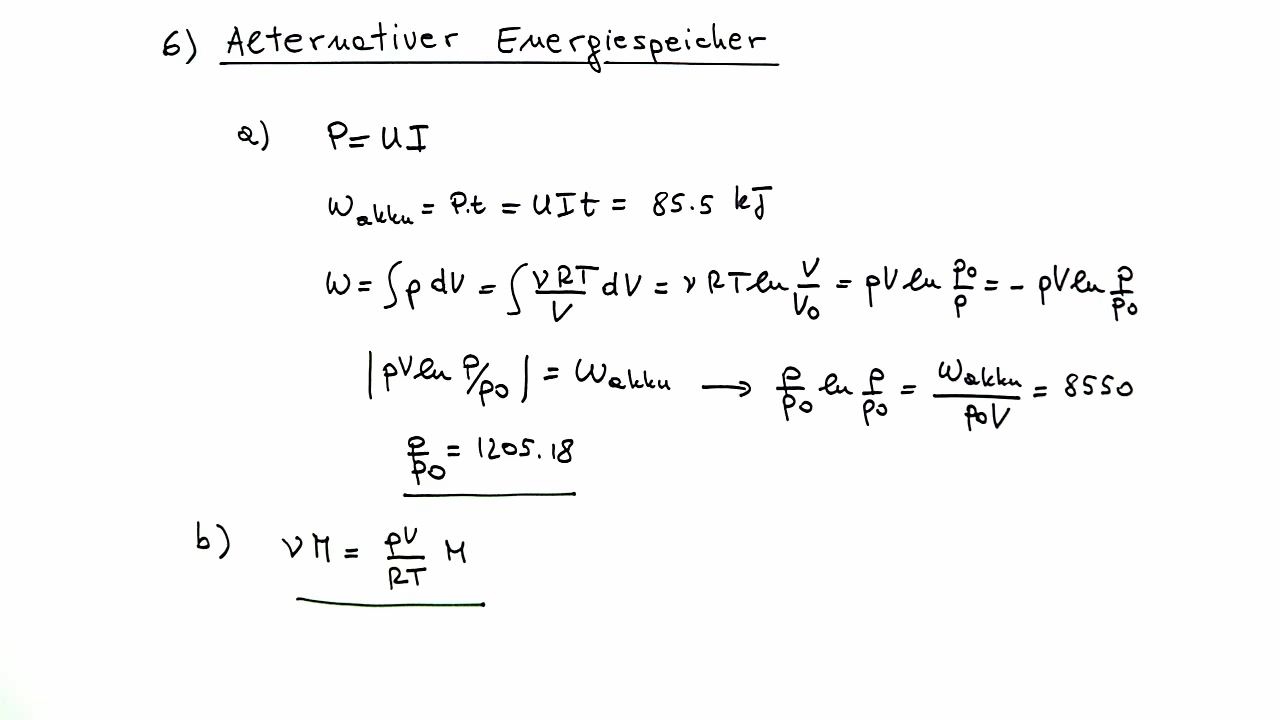 6) Alternativer Energiespeicher
a) P = UI
W_akku = P.t = UIt = 85.5 kJ
W = ∫ p dV = ∫ νRT/V dV = νRT ln V/V₀ = pV ln p₀/p = - pV ln p/p₀
|pV ln p/p₀| = W_akku → p/p₀ ln p/p₀ = W_akku/p₀V = 8550
p/p₀ = 1205.18
b) νM = pV/RT M